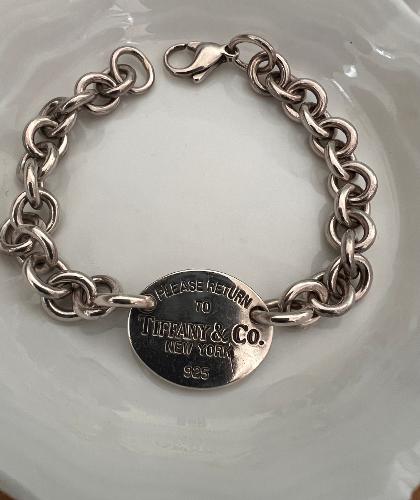 PLEASE RETURN
TO
TIFFANY & CO.
NEW YORK
925